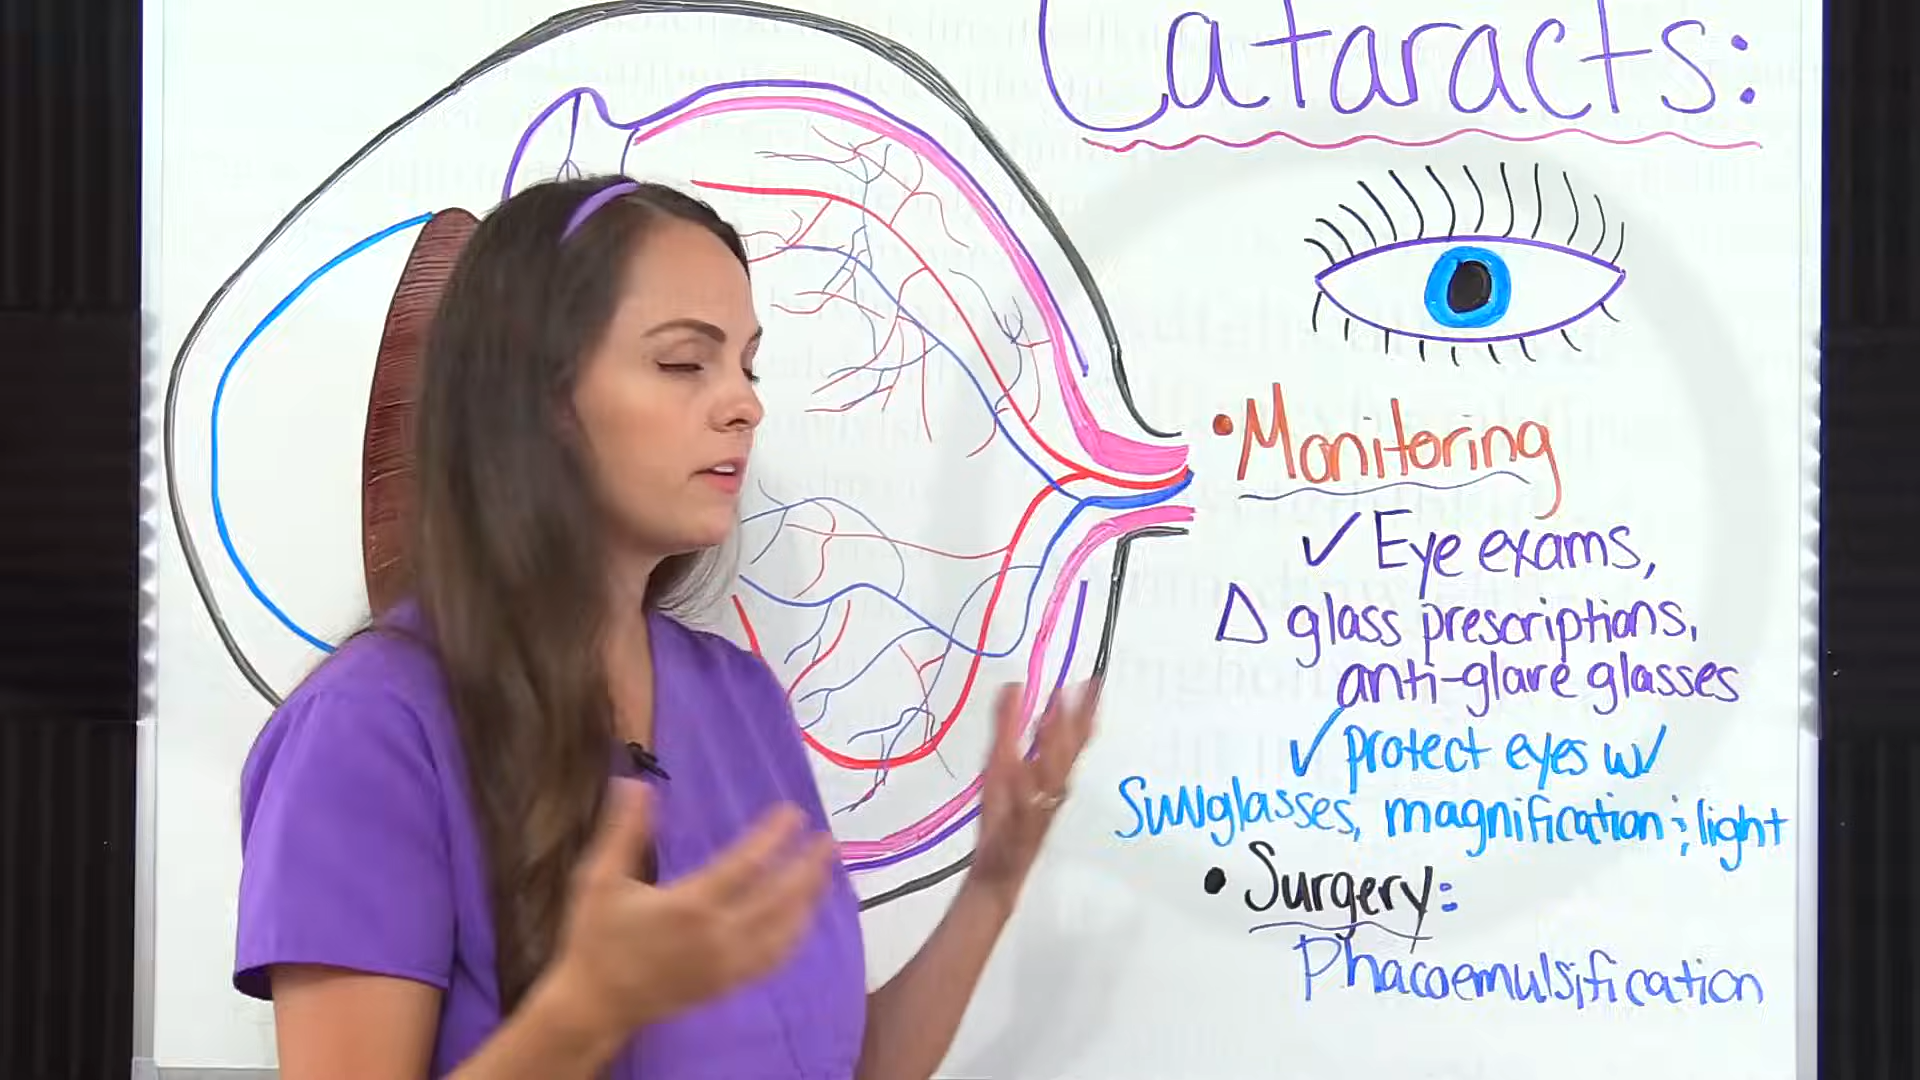 Cataracts:
• Monitoring
✓ Eye exams,
Δ glass prescriptions,
anti-glare glasses
✓ protect eyes w/
sunglasses, magnification & light
• Surgery:
Phacoemulsification